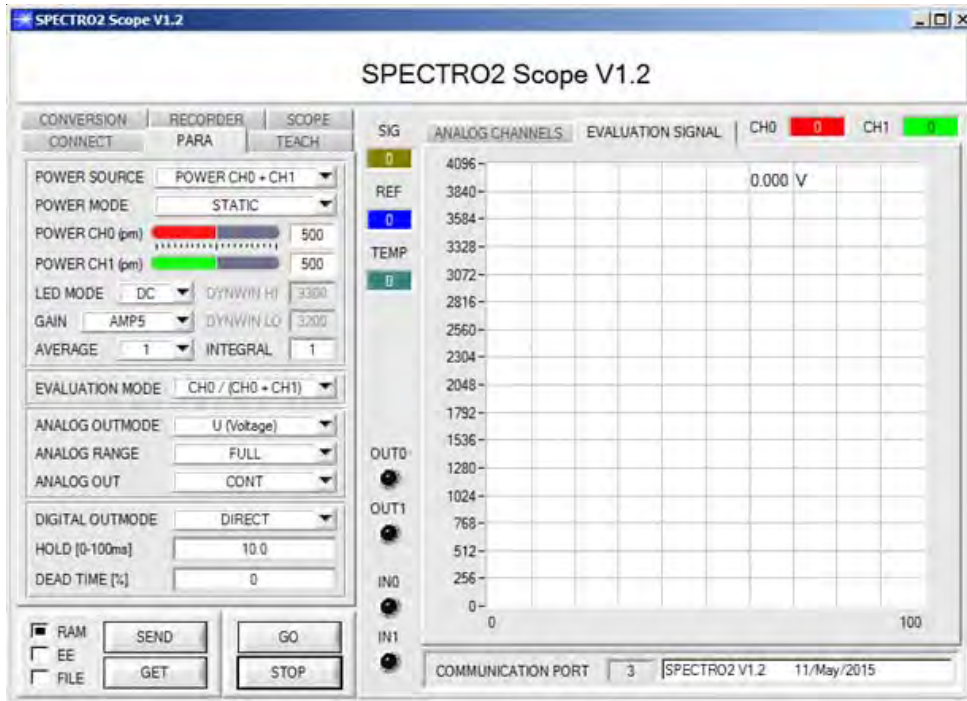 SPECTRO2 Scope V1.2
SPECTRO2 Scope V1.2
CONVERSION RECORDER SCOPE
CONNECT PARA TEACH
POWER SOURCE POWER CH0 + CH1
POWER MODE STATIC
POWER CH0 (pm) 500
POWER CH1 (pm) 500
LED MODE DC DYNWIN HI 3300
GAIN AMP5 DYNWIN LO 3200
AVERAGE 1 INTEGRAL 1
EVALUATION MODE CH0 / (CH0 + CH1)
ANALOG OUTMODE U (Voltage)
ANALOG RANGE FULL
ANALOG OUT CONT
DIGITAL OUTMODE DIRECT
HOLD [0-100ms] 10.0
DEAD TIME [%] 0
RAM
EE
FILE
SEND GO
GET STOP
SIG
0
REF
0
TEMP
0
OUT0
OUT1
IN0
IN1
ANALOG CHANNELS EVALUATION SIGNAL CH0 0 CH1 0
0.000 V
4096
3840
3584
3328
3072
2816
2560
2304
2048
1792
1536
1280
1024
768
512
256
0
0 100
COMMUNICATION PORT 3 SPECTRO2 V1.2 11/May/2015